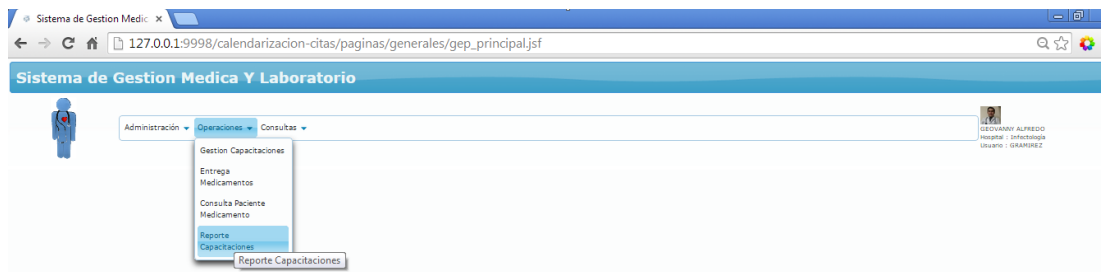 Sistema de Gestion Medic
127.0.0.1:9998/calendarizacion-citas/paginas/generales/gep_principal.jsf
Sistema de Gestion Medica Y Laboratorio
Administración Operaciones Consultas
GEOVANNY ALFREDO
Hospital : Infectología
Usuario : GRAMIREZ
Gestion Capacitaciones
Entrega
Medicamentos
Consulta Paciente
Medicamento
Reporte
Capacitaciones
Reporte Capacitaciones